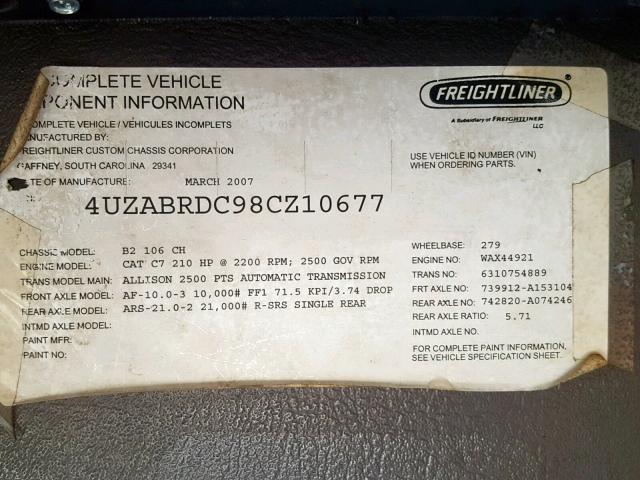 COMPLETE VEHICLE
PONENT INFORMATION
OMPLETE VEHICLE / VÉHICULES INCOMPLETS
NUFACTURED BY:
REIGHTLINER CUSTOM CHASSIS CORPORATION
GAFFNEY, SOUTH CAROLINA 29341
TE OF MANUFACTURE: MARCH 2007
FREIGHTLINER®
A Subsidiary of FREIGHTLINER LLC
USE VEHICLE ID NUMBER (VIN)
WHEN ORDERING PARTS.
4UZABRDC98CZ10677
CHASSIS MODEL: B2 106 CH
ENGINE MODEL: CAT C7 210 HP @ 2200 RPM; 2500 GOV RPM
TRANS MODEL MAIN: ALLISON 2500 PTS AUTOMATIC TRANSMISSION
FRONT AXLE MODEL: AF-10.0-3 10,000# FF1 71.5 KPI/3.74 DROP
REAR AXLE MODEL: ARS-21.0-2 21,000# R-SRS SINGLE REAR
INTMD AXLE MODEL:
PAINT MFR:
PAINT NO:
WHEELBASE: 279
ENGINE NO: WAX44921
TRANS NO: 6310754889
FRT AXLE NO: 739912-A153104
REAR AXLE NO: 742820-A074246
REAR AXLE RATIO: 5.71
INTMD AXLE NO:
FOR COMPLETE PAINT INFORMATION,
SEE VEHICLE SPECIFICATION SHEET.